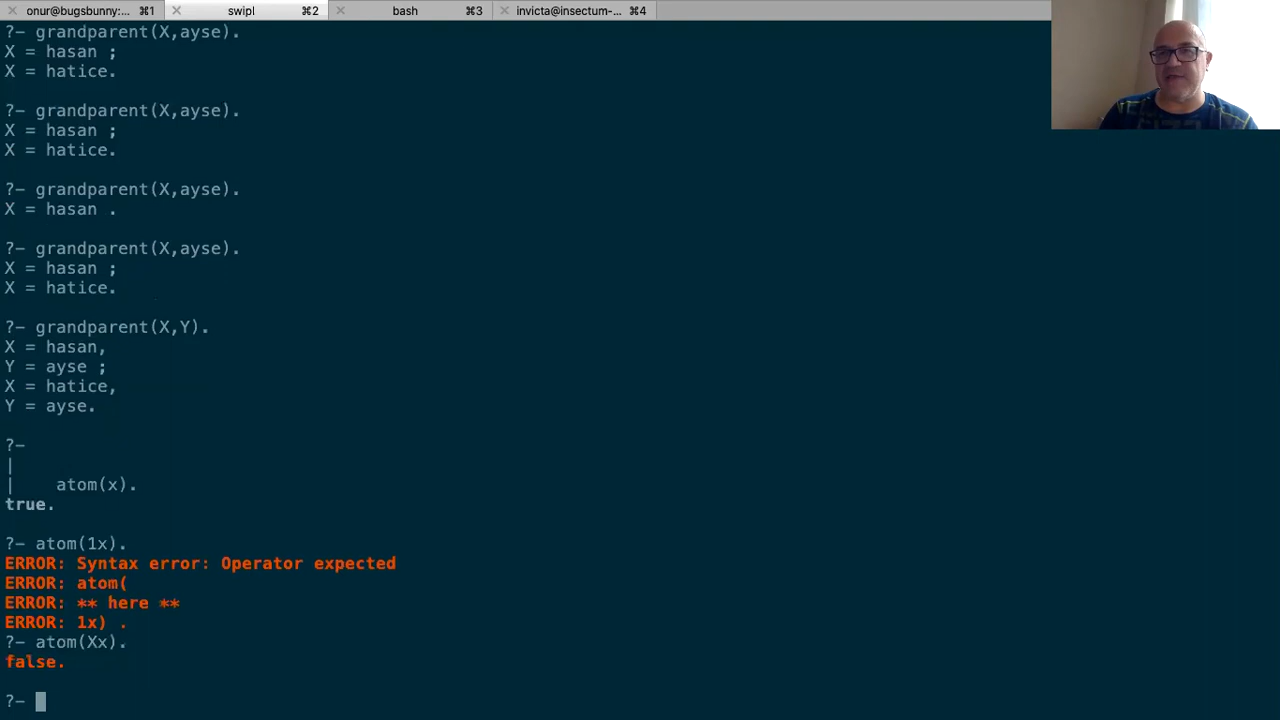 onur@bugsbunny:... ⌘1 swipl ⌘2 bash ⌘3 invicta@insectum-... ⌘4
?- grandparent(X,ayse).
X = hasan ;
X = hatice.
?- grandparent(X,ayse).
X = hasan ;
X = hatice.
?- grandparent(X,ayse).
X = hasan .
?- grandparent(X,ayse).
X = hasan ;
X = hatice.
?- grandparent(X,Y).
X = hasan,
Y = ayse ;
X = hatice,
Y = ayse.
?-
|
|    atom(x).
true.
?- atom(1x).
ERROR: Syntax error: Operator expected
ERROR: atom(
ERROR: ** here **
ERROR: 1x) .
?- atom(Xx).
false.
?-